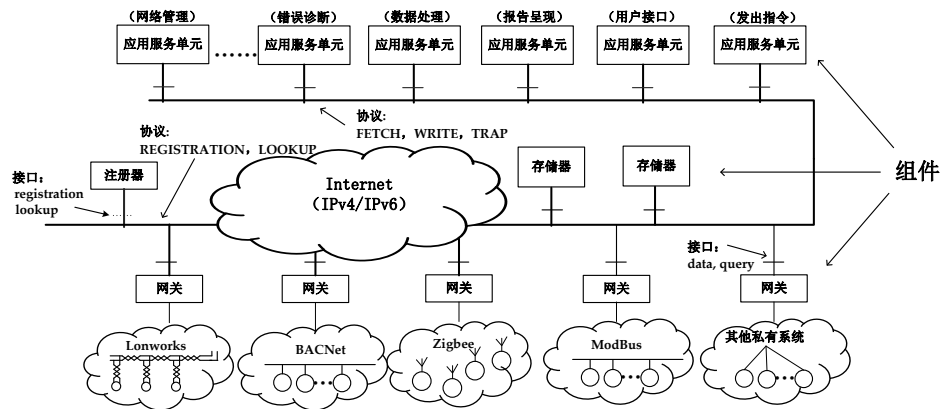 （网络管理）
（错误诊断）
（数据处理）
（报告呈现）
（用户接口）
（发出指令）
应用服务单元
应用服务单元
应用服务单元
应用服务单元
应用服务单元
应用服务单元
协议:
FETCH，WRITE，TRAP
协议:
REGISTRATION，LOOKUP
接口：
registration
lookup
注册器
Internet
（IPv4/IPv6）
存储器
存储器
组件
接口：
data, query
网关
网关
网关
网关
网关
Lonworks
BACNet
Zigbee
ModBus
其他私有系统